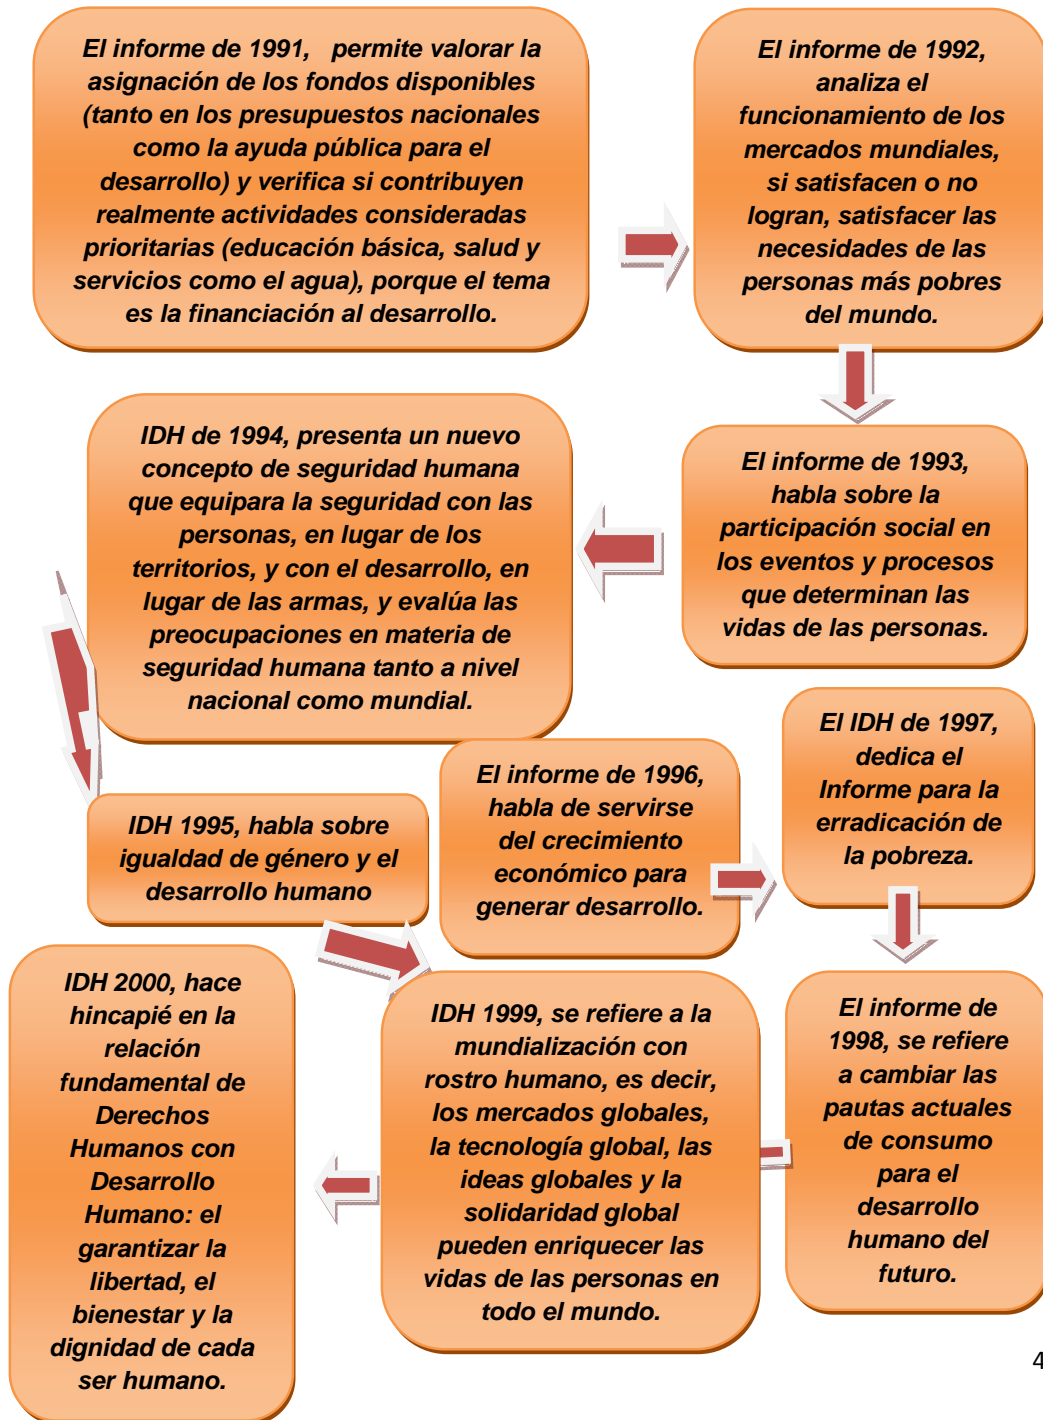 El informe de 1991, permite valorar la
asignación de los fondos disponibles
(tanto en los presupuestos nacionales
como la ayuda pública para el
desarrollo) y verifica si contribuyen
realmente actividades consideradas
prioritarias (educación básica, salud y
servicios como el agua), porque el tema
es la financiación al desarrollo.
El informe de 1992,
analiza el
funcionamiento de los
mercados mundiales,
si satisfacen o no
logran, satisfacer las
necesidades de las
personas más pobres
del mundo.
El informe de 1993,
habla sobre la
participación social en
los eventos y procesos
que determinan las
vidas de las personas.
IDH de 1994, presenta un nuevo
concepto de seguridad humana
que equipara la seguridad con las
personas, en lugar de los
territorios, y con el desarrollo, en
lugar de las armas, y evalúa las
preocupaciones en materia de
seguridad humana tanto a nivel
nacional como mundial.
IDH 1995, habla sobre
igualdad de género y el
desarrollo humano
El informe de 1996,
habla de servirse
del crecimiento
económico para
generar desarrollo.
El IDH de 1997,
dedica el
Informe para la
erradicación de
la pobreza.
El informe de
1998, se refiere
a cambiar las
pautas actuales
de consumo
para el
desarrollo
humano del
futuro.
IDH 1999, se refiere a la
mundialización con
rostro humano, es decir,
los mercados globales,
la tecnología global, las
ideas globales y la
solidaridad global
pueden enriquecer las
vidas de las personas en
todo el mundo.
IDH 2000, hace
hincapié en la
relación
fundamental de
Derechos
Humanos con
Desarrollo
Humano: el
garantizar la
libertad, el
bienestar y la
dignidad de cada
ser humano.
4